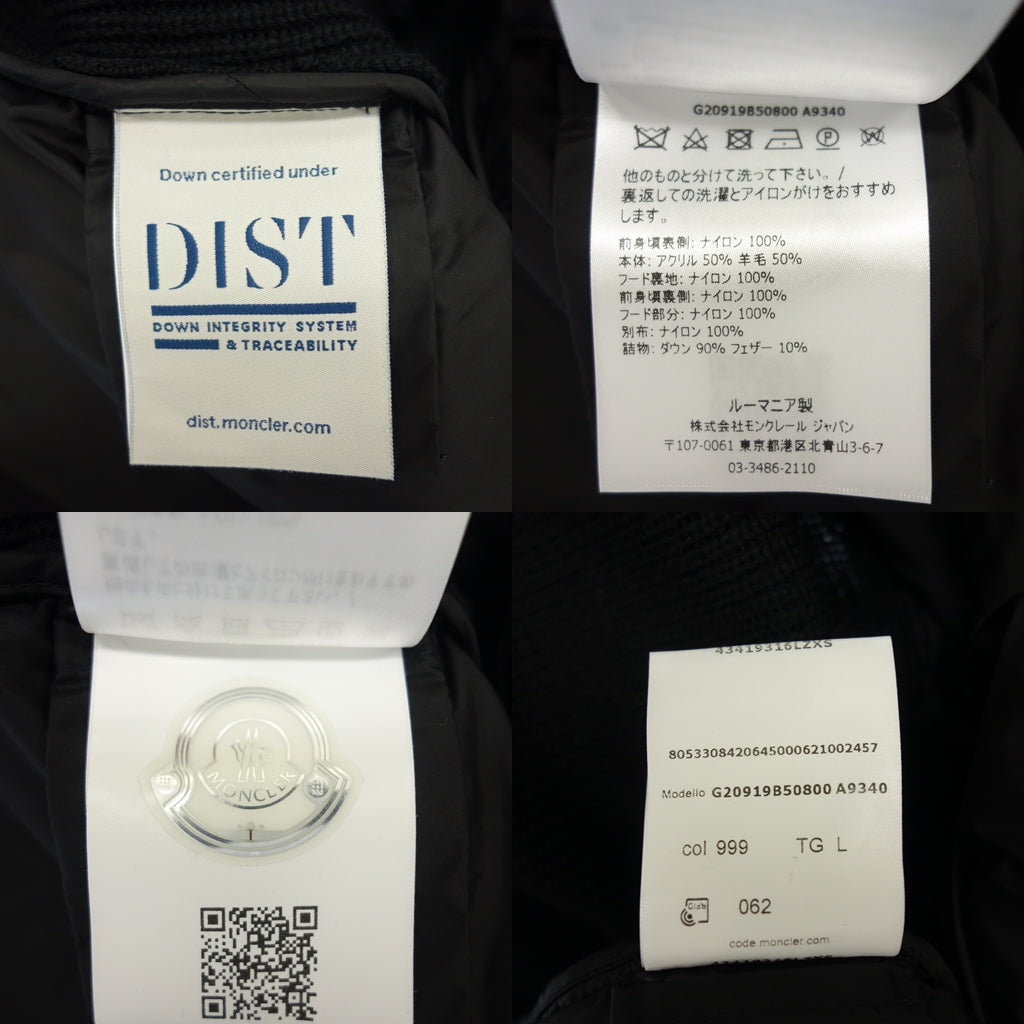 Down certified under
DIST
DOWN INTEGRITY SYSTEM
& TRACEABILITY
dist.moncler.com
G20919B50800 A9340
他のものと分けて洗って下さい。/
裏返しての洗濯とアイロンがけをおすすめ
します。
前身頃表側: ナイロン 100%
本体: アクリル 50% 羊毛 50%
フード裏地: ナイロン 100%
前身頃裏側: ナイロン 100%
フード部分: ナイロン 100%
別布: ナイロン 100%
詰物: ダウン 90% フェザー 10%
ルーマニア製
株式会社モンクレール ジャパン
〒107-0061 東京都港区北青山3-6-7
03-3486-2110
MONCLER
43419316LZXS
8053308420645000621002457
Modello G20919B50800 A9340
col 999 TG L
RFID 062
code.moncler.com